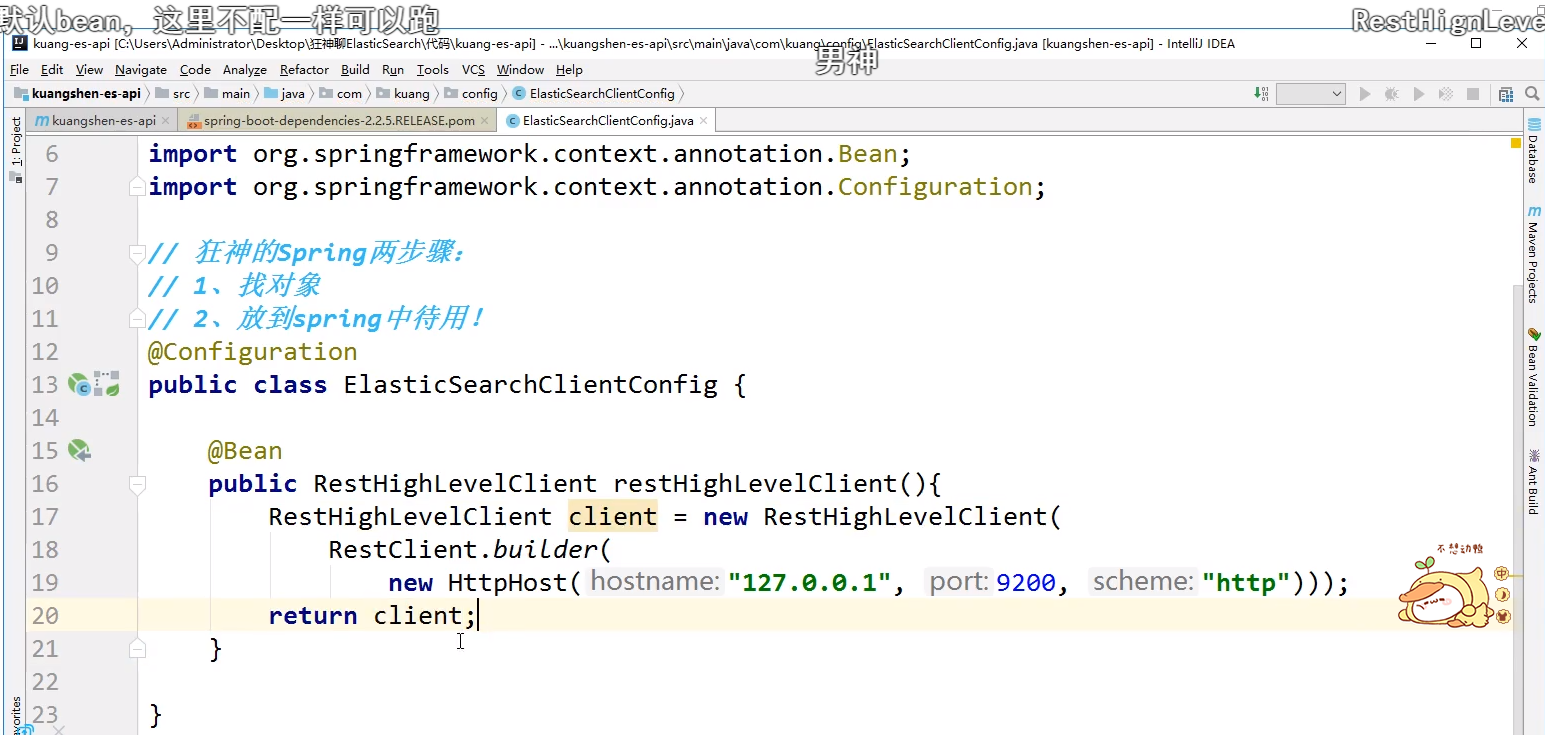 默认bean，这里不配一样可以跑
RestHignLeve
男神
kuang-es-api [C:\Users\Administrator\Desktop\狂神聊ElasticSearch\代码\kuang-es-api] - ...\kuangshen-es-api\src\main\java\com\kuang\config\ElasticSearchClientConfig.java [kuangshen-es-api] - IntelliJ IDEA
File Edit View Navigate Code Analyze Refactor Build Run Tools VCS Window Help
kuangshen-es-api src main java com kuang config ElasticSearchClientConfig
kuangshen-es-api spring-boot-dependencies-2.2.5.RELEASE.pom ElasticSearchClientConfig.java
1: Project
6 import org.springframework.context.annotation.Bean;
7 import org.springframework.context.annotation.Configuration;
8
9 // 狂神的Spring两步骤：
10 // 1、找对象
11 // 2、放到spring中待用！
12 @Configuration
13 public class ElasticSearchClientConfig {
14
15 @Bean
16 public RestHighLevelClient restHighLevelClient(){
17 RestHighLevelClient client = new RestHighLevelClient(
18 RestClient.builder(
19 new HttpHost( hostname: "127.0.0.1", port: 9200, scheme: "http")));
20 return client;
21 }
22
23 }
Database
Maven Projects
Bean Validation
Ant Build
不想动鸭
中